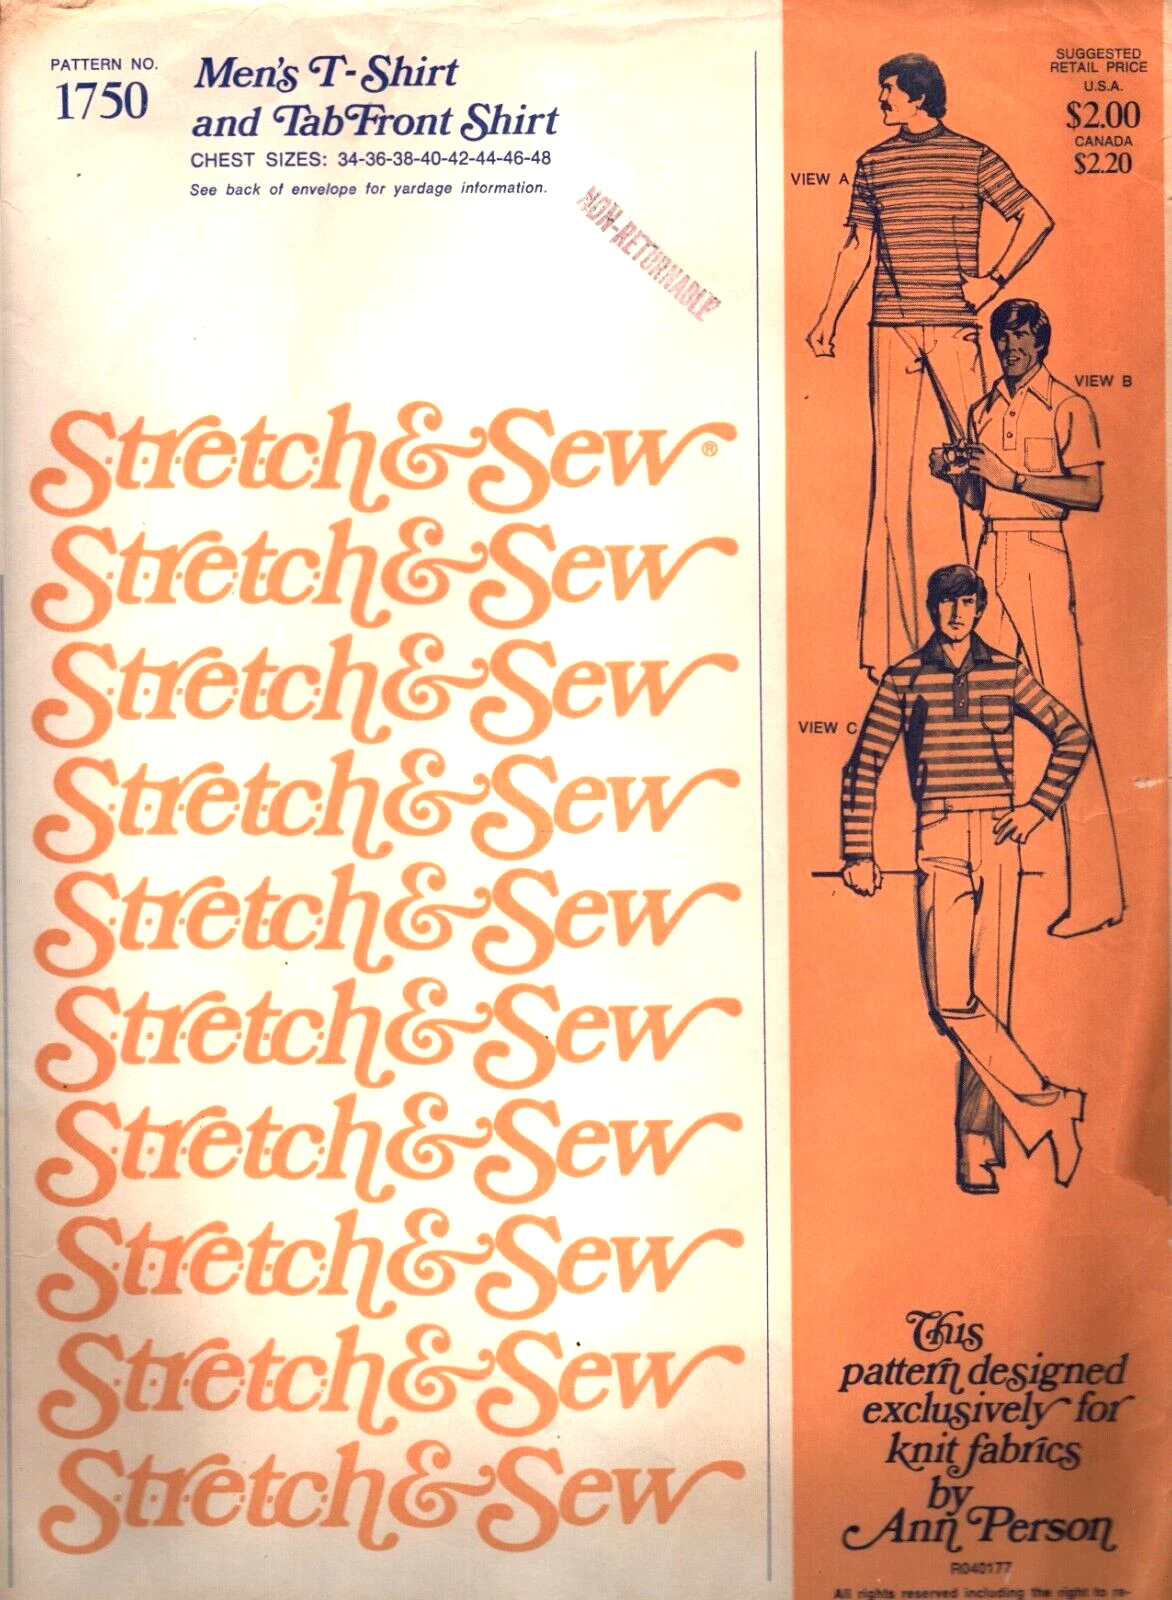 PATTERN NO.
1750
Men's T-Shirt
and Tab Front Shirt
CHEST SIZES: 34-36-38-40-42-44-46-48
See back of envelope for yardage information.
NON-RETURNABLE
Stretch & Sew®
Stretch & Sew
Stretch & Sew
Stretch & Sew
Stretch & Sew
Stretch & Sew
Stretch & Sew
Stretch & Sew
Stretch & Sew
Stretch & Sew
SUGGESTED
RETAIL PRICE
U.S.A.
$2.00
CANADA
$2.20
VIEW A
VIEW B
VIEW C
This
pattern designed
exclusively for
knit fabrics
by
Ann Person
R040177
All rights reserved including the right to re-